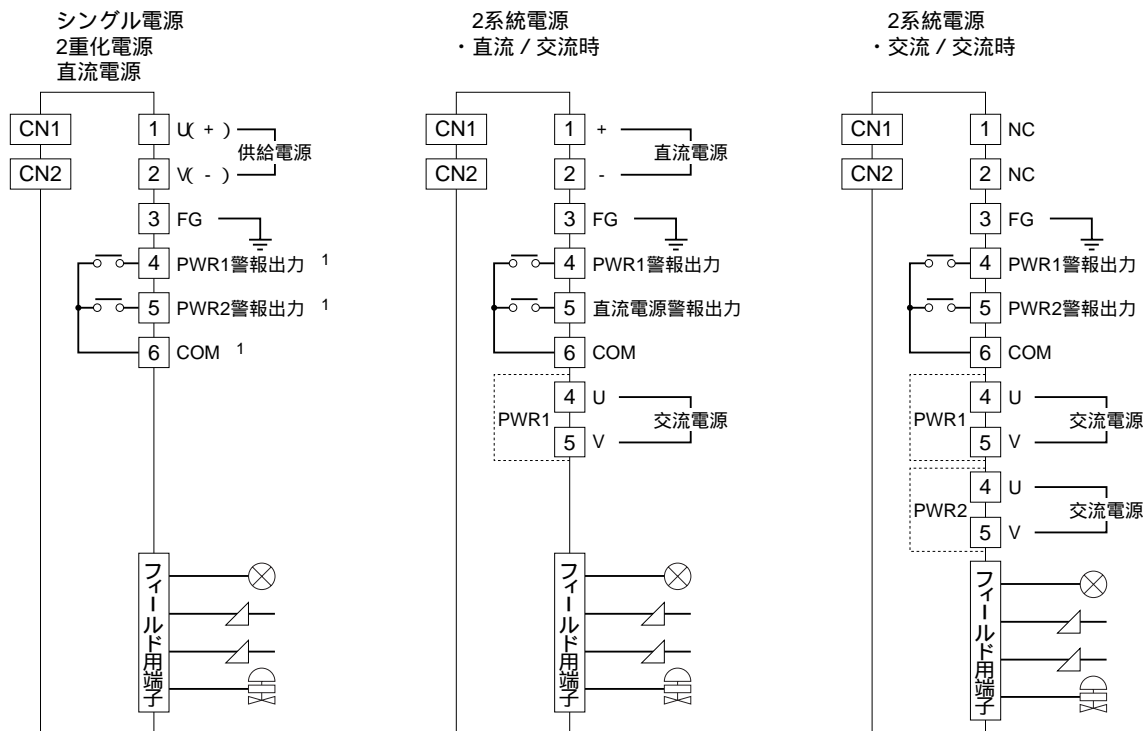 シングル電源
2重化電源
直流電源
CN1
CN2
1 U( + )
供給電源
2 V( - )
3 FG
4 PWR1警報出力 1
5 PWR2警報出力 1
6 COM 1
フィールド用端子
2系統電源
・直流 / 交流時
CN1
CN2
1 +
直流電源
2 -
3 FG
4 PWR1警報出力
5 直流電源警報出力
6 COM
PWR1
4 U
交流電源
5 V
フィールド用端子
2系統電源
・交流 / 交流時
CN1
CN2
1 NC
2 NC
3 FG
4 PWR1警報出力
5 PWR2警報出力
6 COM
PWR1
4 U
交流電源
5 V
PWR2
4 U
交流電源
5 V
フィールド用端子